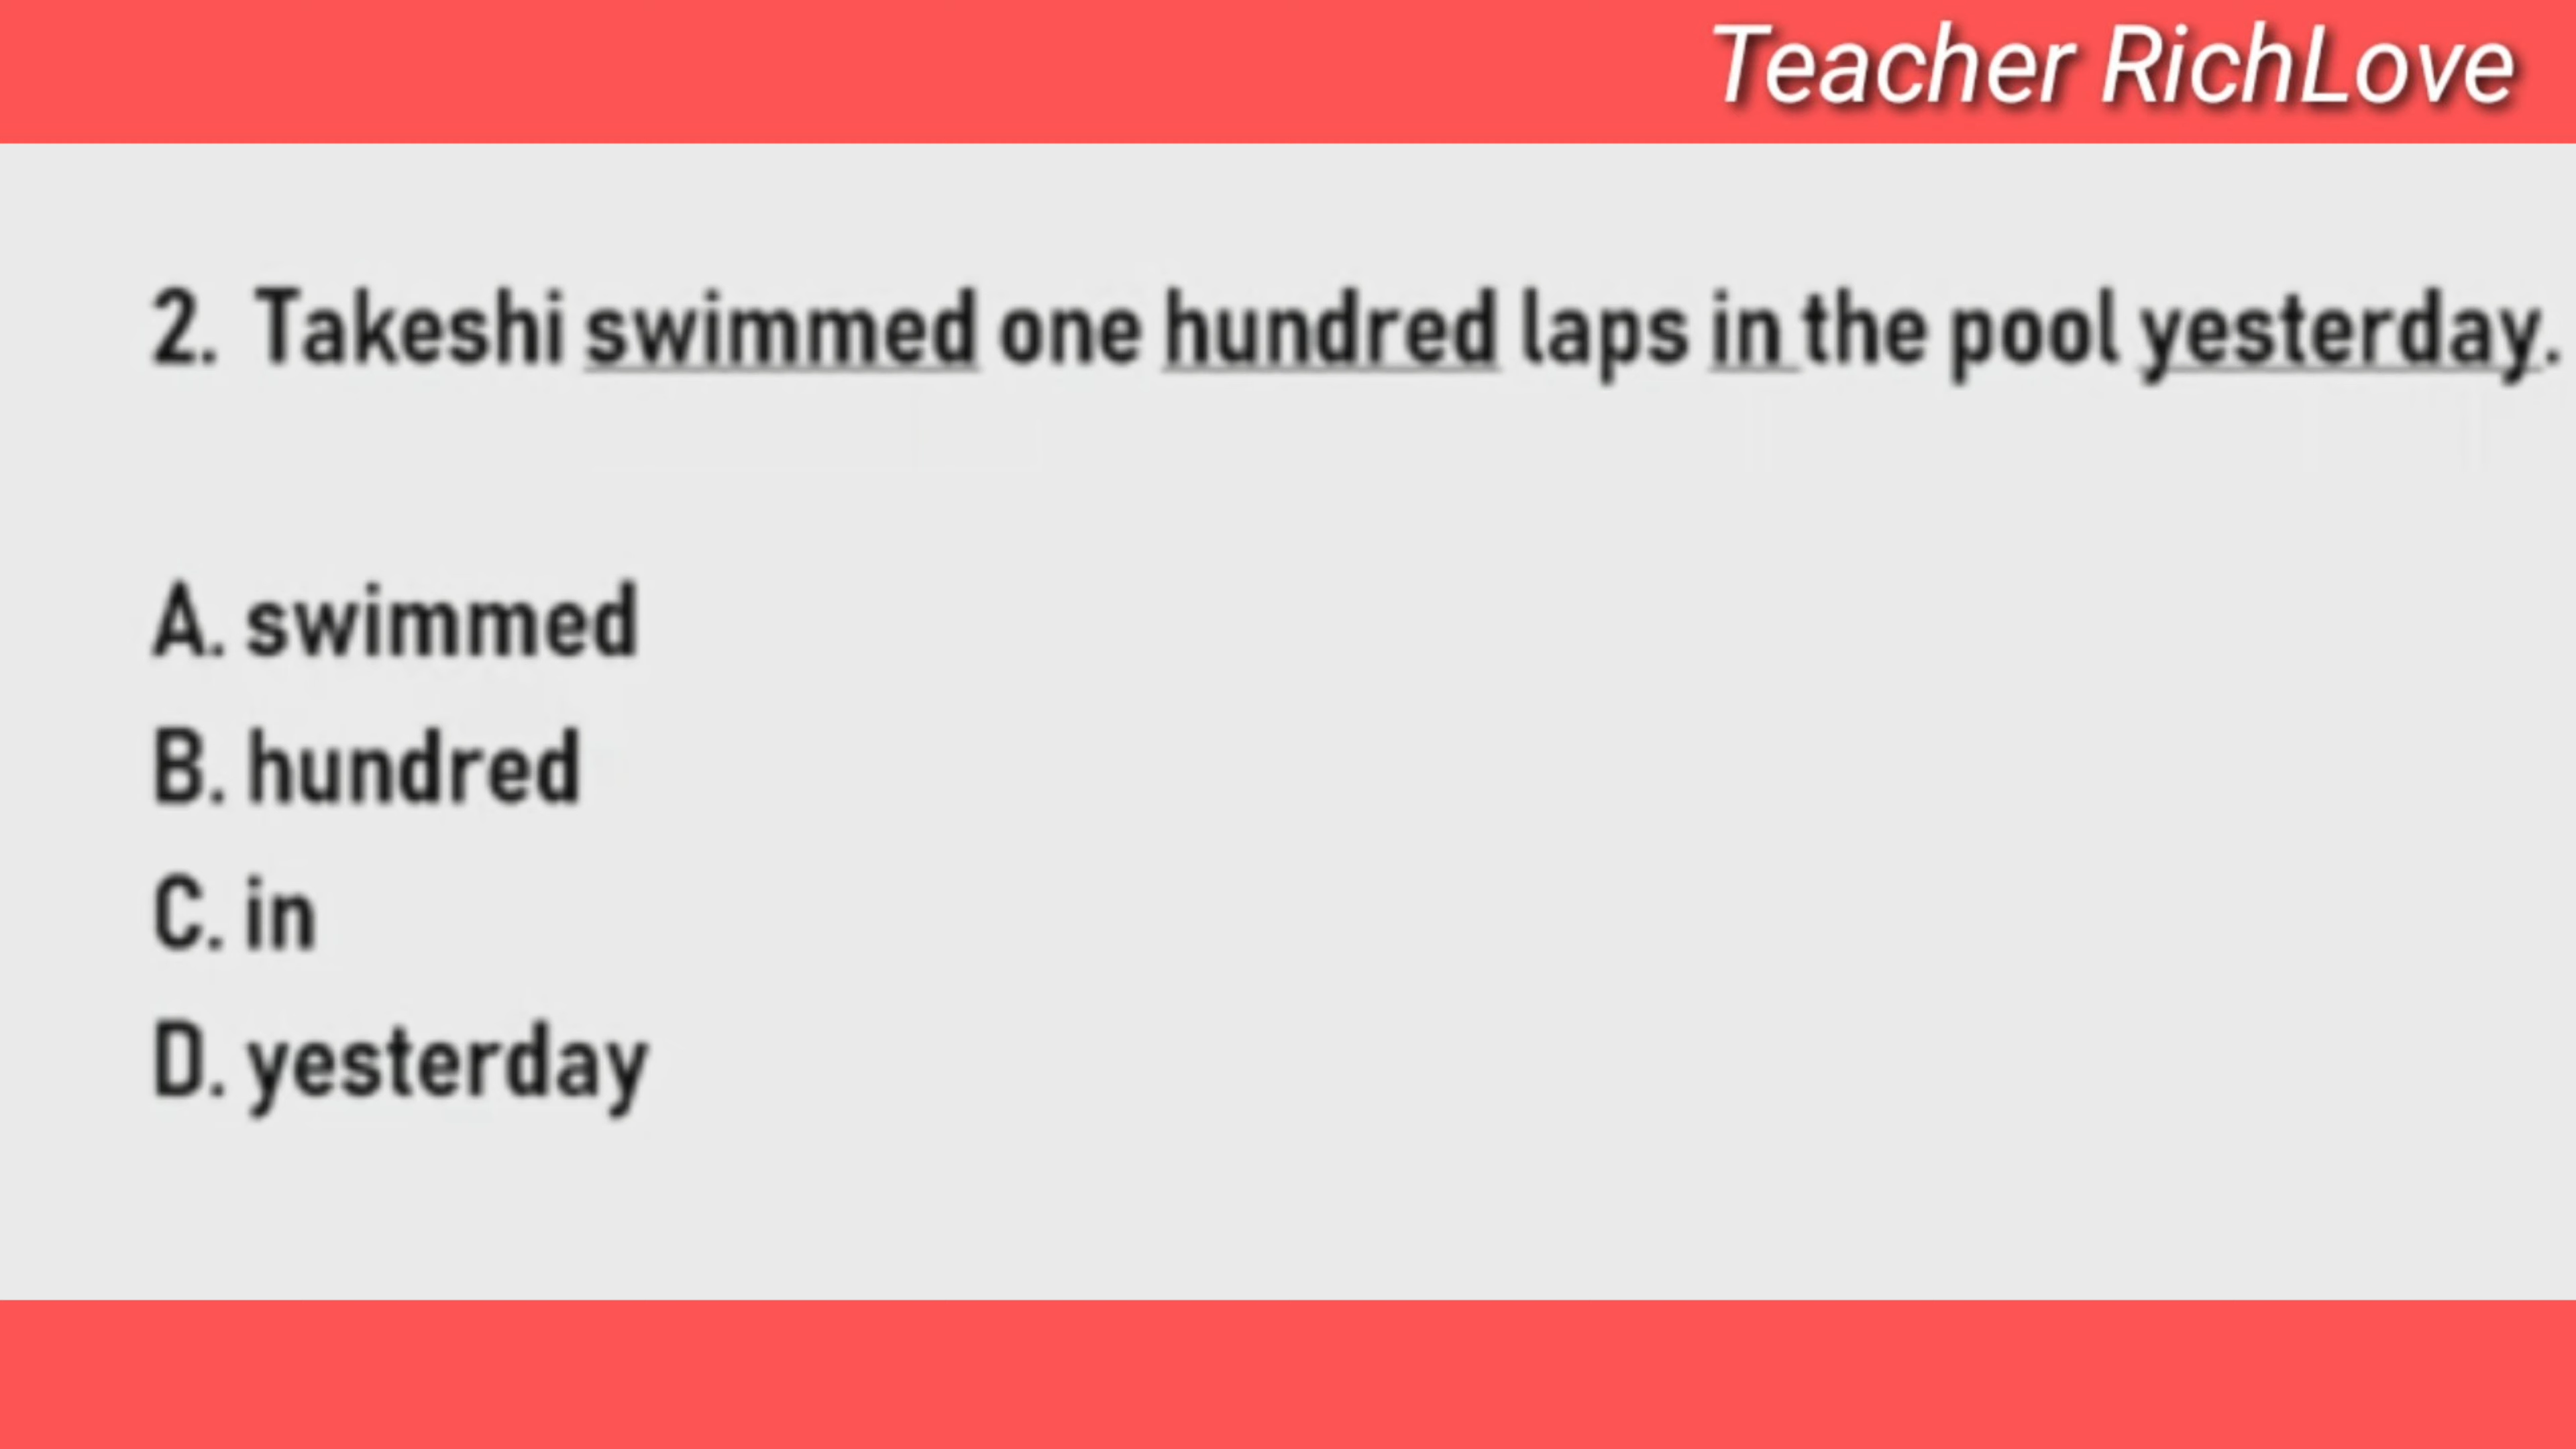 Teacher RichLove
2. Takeshi swimmed one hundred laps in the pool yesterday.
A. swimmed
B. hundred
C. in
D. yesterday